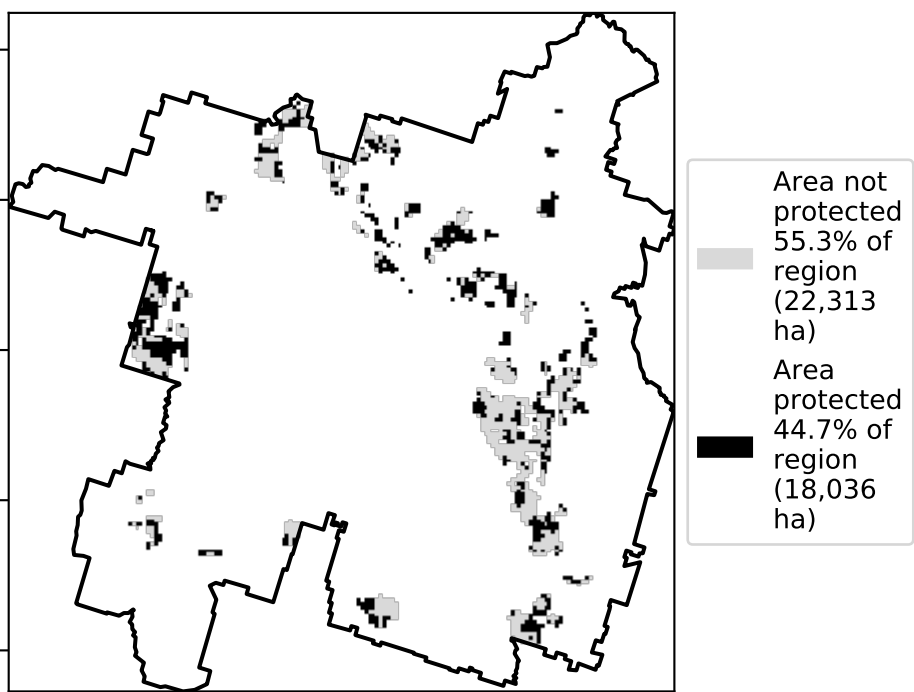 Area not
protected
55.3% of
region
(22,313
ha)
Area
protected
44.7% of
region
(18,036
ha)